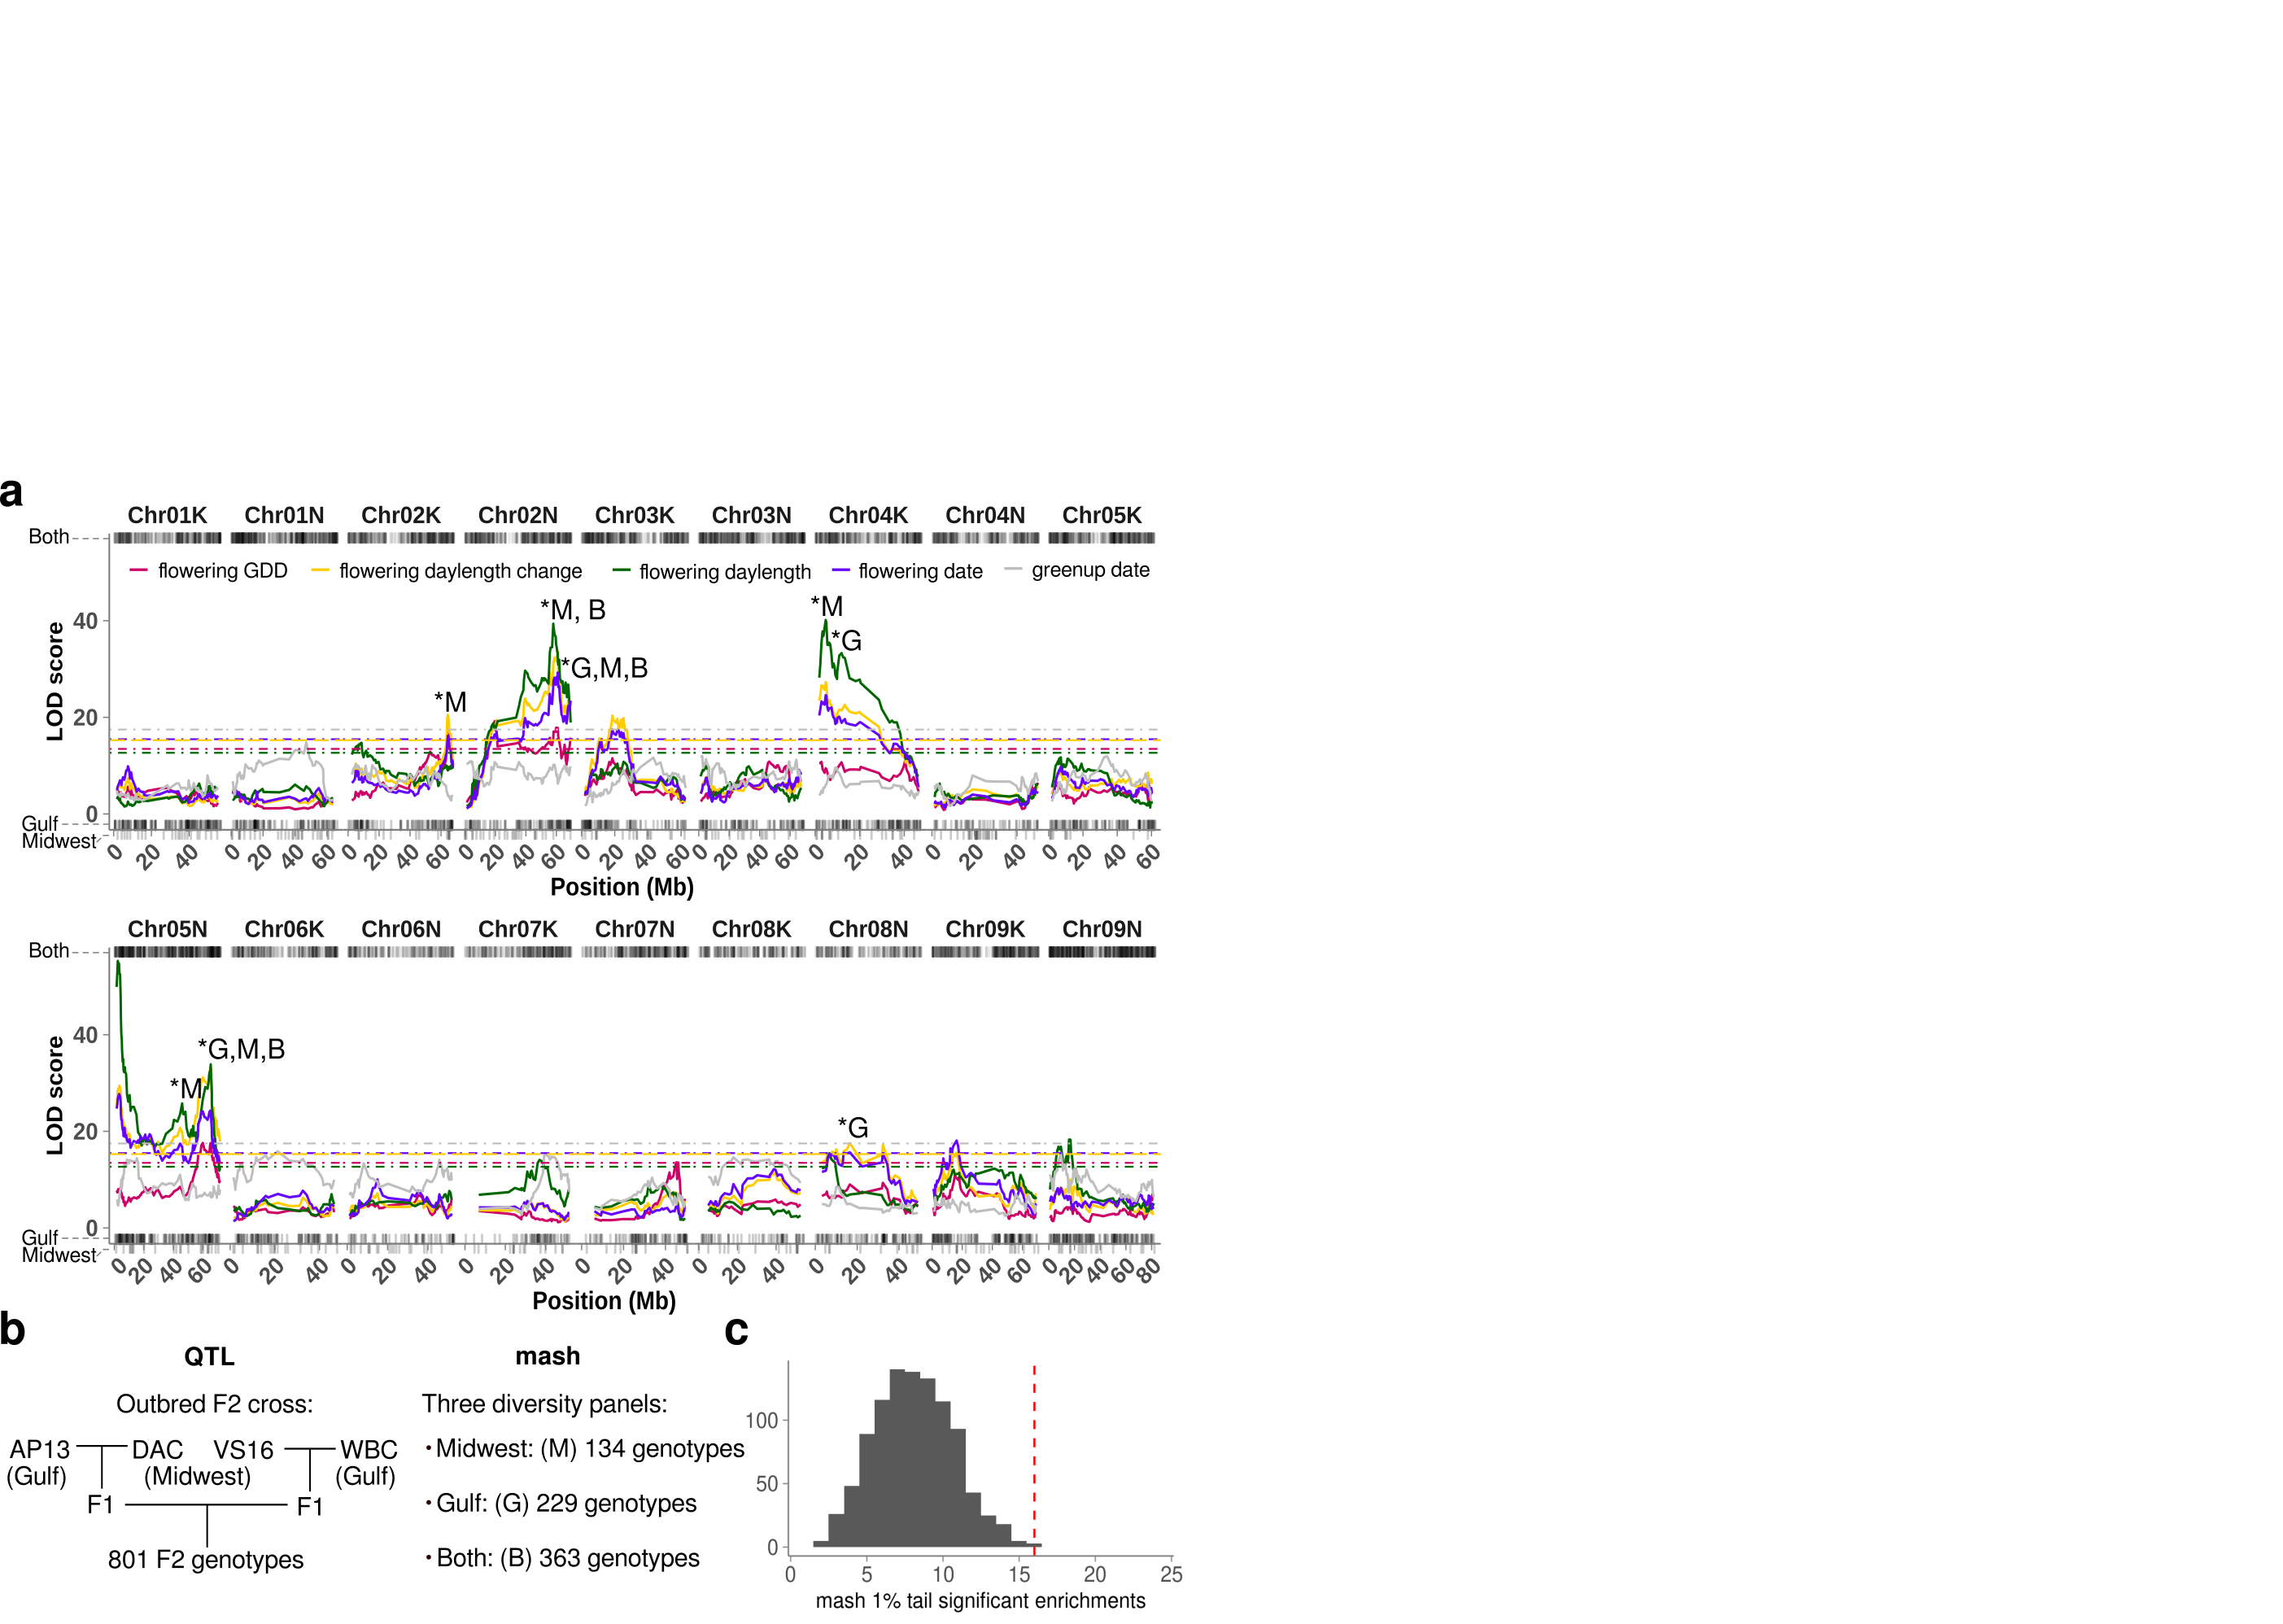 a
Chr01K Chr01N Chr02K Chr02N Chr03K Chr03N Chr04K Chr04N Chr05K
Both
flowering GDD flowering daylength change flowering daylength flowering date greenup date
*M, B
*M
*G
*G,M,B
*M
LOD score
40
20
0
Gulf
Midwest
0 20 40 0 20 40 60 0 20 40 60 0 20 40 60 0 20 40 60 0 20 40 60 0 20 40 0 20 40 0 20 40 60
Position (Mb)
Chr05N Chr06K Chr06N Chr07K Chr07N Chr08K Chr08N Chr09K Chr09N
Both
*G,M,B
*M
*G
LOD score
40
20
0
Gulf
Midwest
0 20 40 60 0 20 40 0 20 40 0 20 40 0 20 40 0 20 40 0 20 40 0 20 40 60 0 20 40 60 80
Position (Mb)
b
QTL
Outbred F2 cross:
AP13 DAC VS16 WBC
(Gulf) (Midwest) (Gulf)
F1 F1
801 F2 genotypes
mash
Three diversity panels:
• Midwest: (M) 134 genotypes
• Gulf: (G) 229 genotypes
• Both: (B) 363 genotypes
c
100
50
0
0 5 10 15 20 25
mash 1% tail significant enrichments